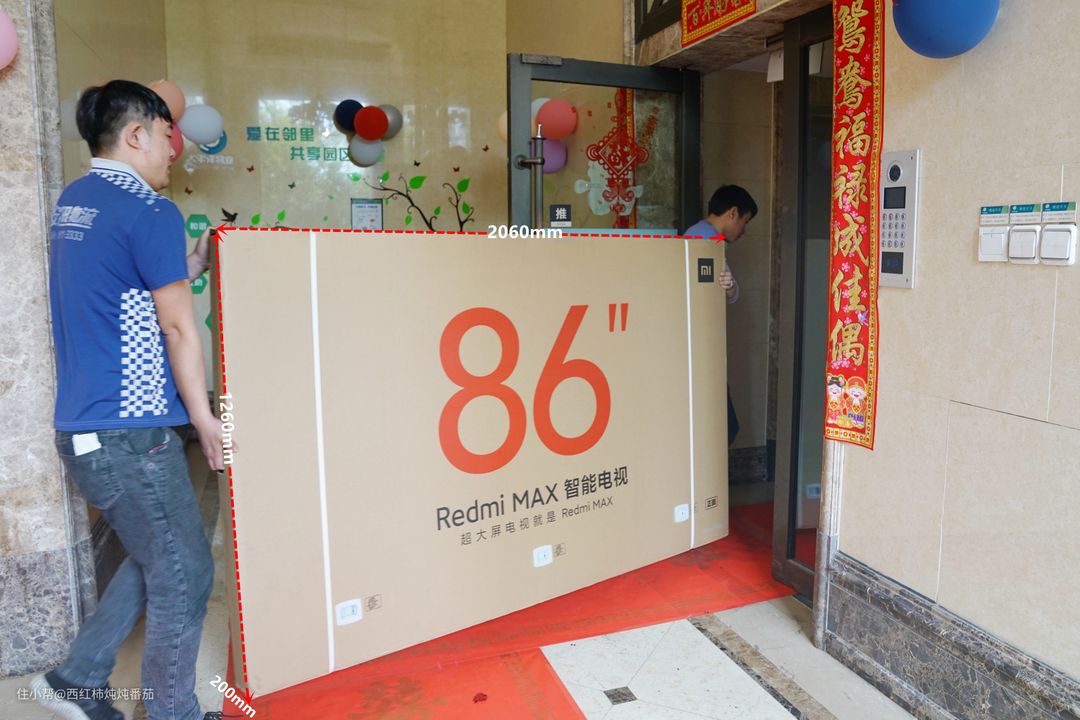 爱在邻里
共享园区
和谐
推
2060mm
1260mm
200mm
mi
86"
Redmi MAX 智能电视
超大屏电视就是 Redmi MAX
鸳鸯福禄成佳偶
住小帮@西红柿炖炖番茄